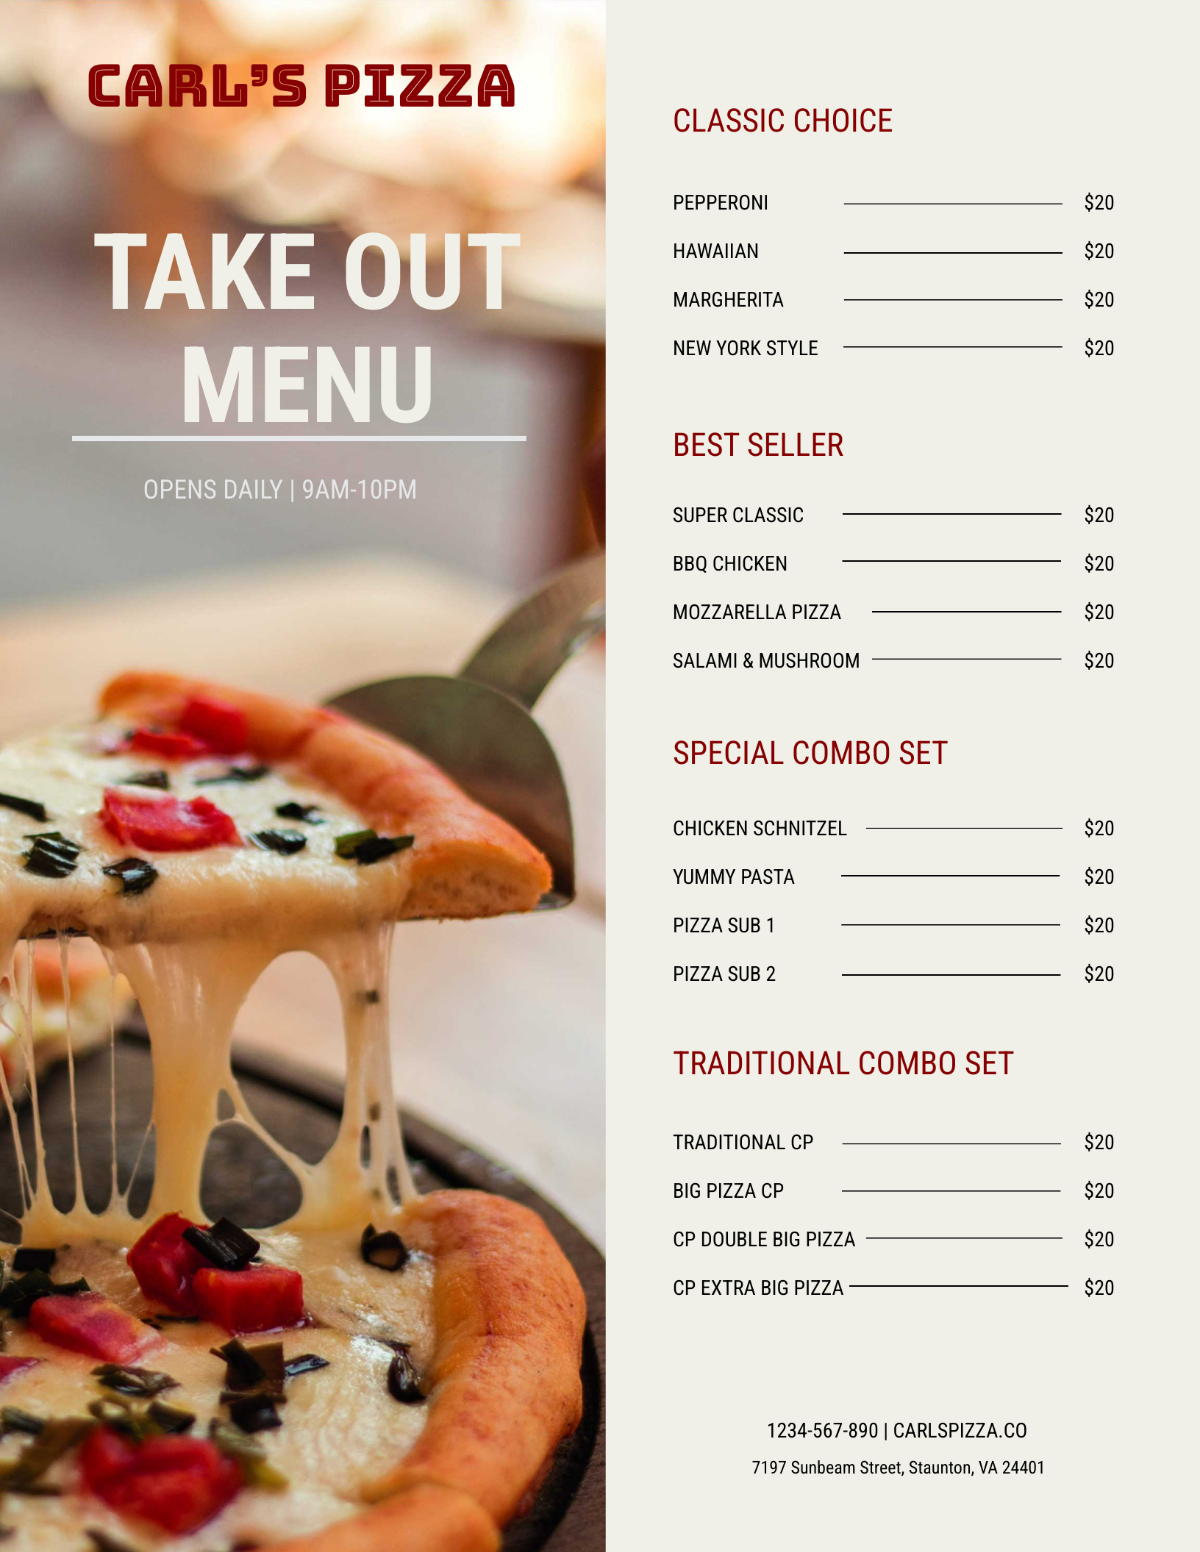 CARL'S PIZZA
TAKE OUT
MENU
OPENS DAILY | 9AM-10PM
CLASSIC CHOICE
PEPPERONI $20
HAWAIIAN $20
MARGHERITA $20
NEW YORK STYLE $20
BEST SELLER
SUPER CLASSIC $20
BBQ CHICKEN $20
MOZZARELLA PIZZA $20
SALAMI & MUSHROOM $20
SPECIAL COMBO SET
CHICKEN SCHNITZEL $20
YUMMY PASTA $20
PIZZA SUB 1 $20
PIZZA SUB 2 $20
TRADITIONAL COMBO SET
TRADITIONAL CP $20
BIG PIZZA CP $20
CP DOUBLE BIG PIZZA $20
CP EXTRA BIG PIZZA $20
1234-567-890 | CARLSPIZZA.CO
7197 Sunbeam Street, Staunton, VA 24401